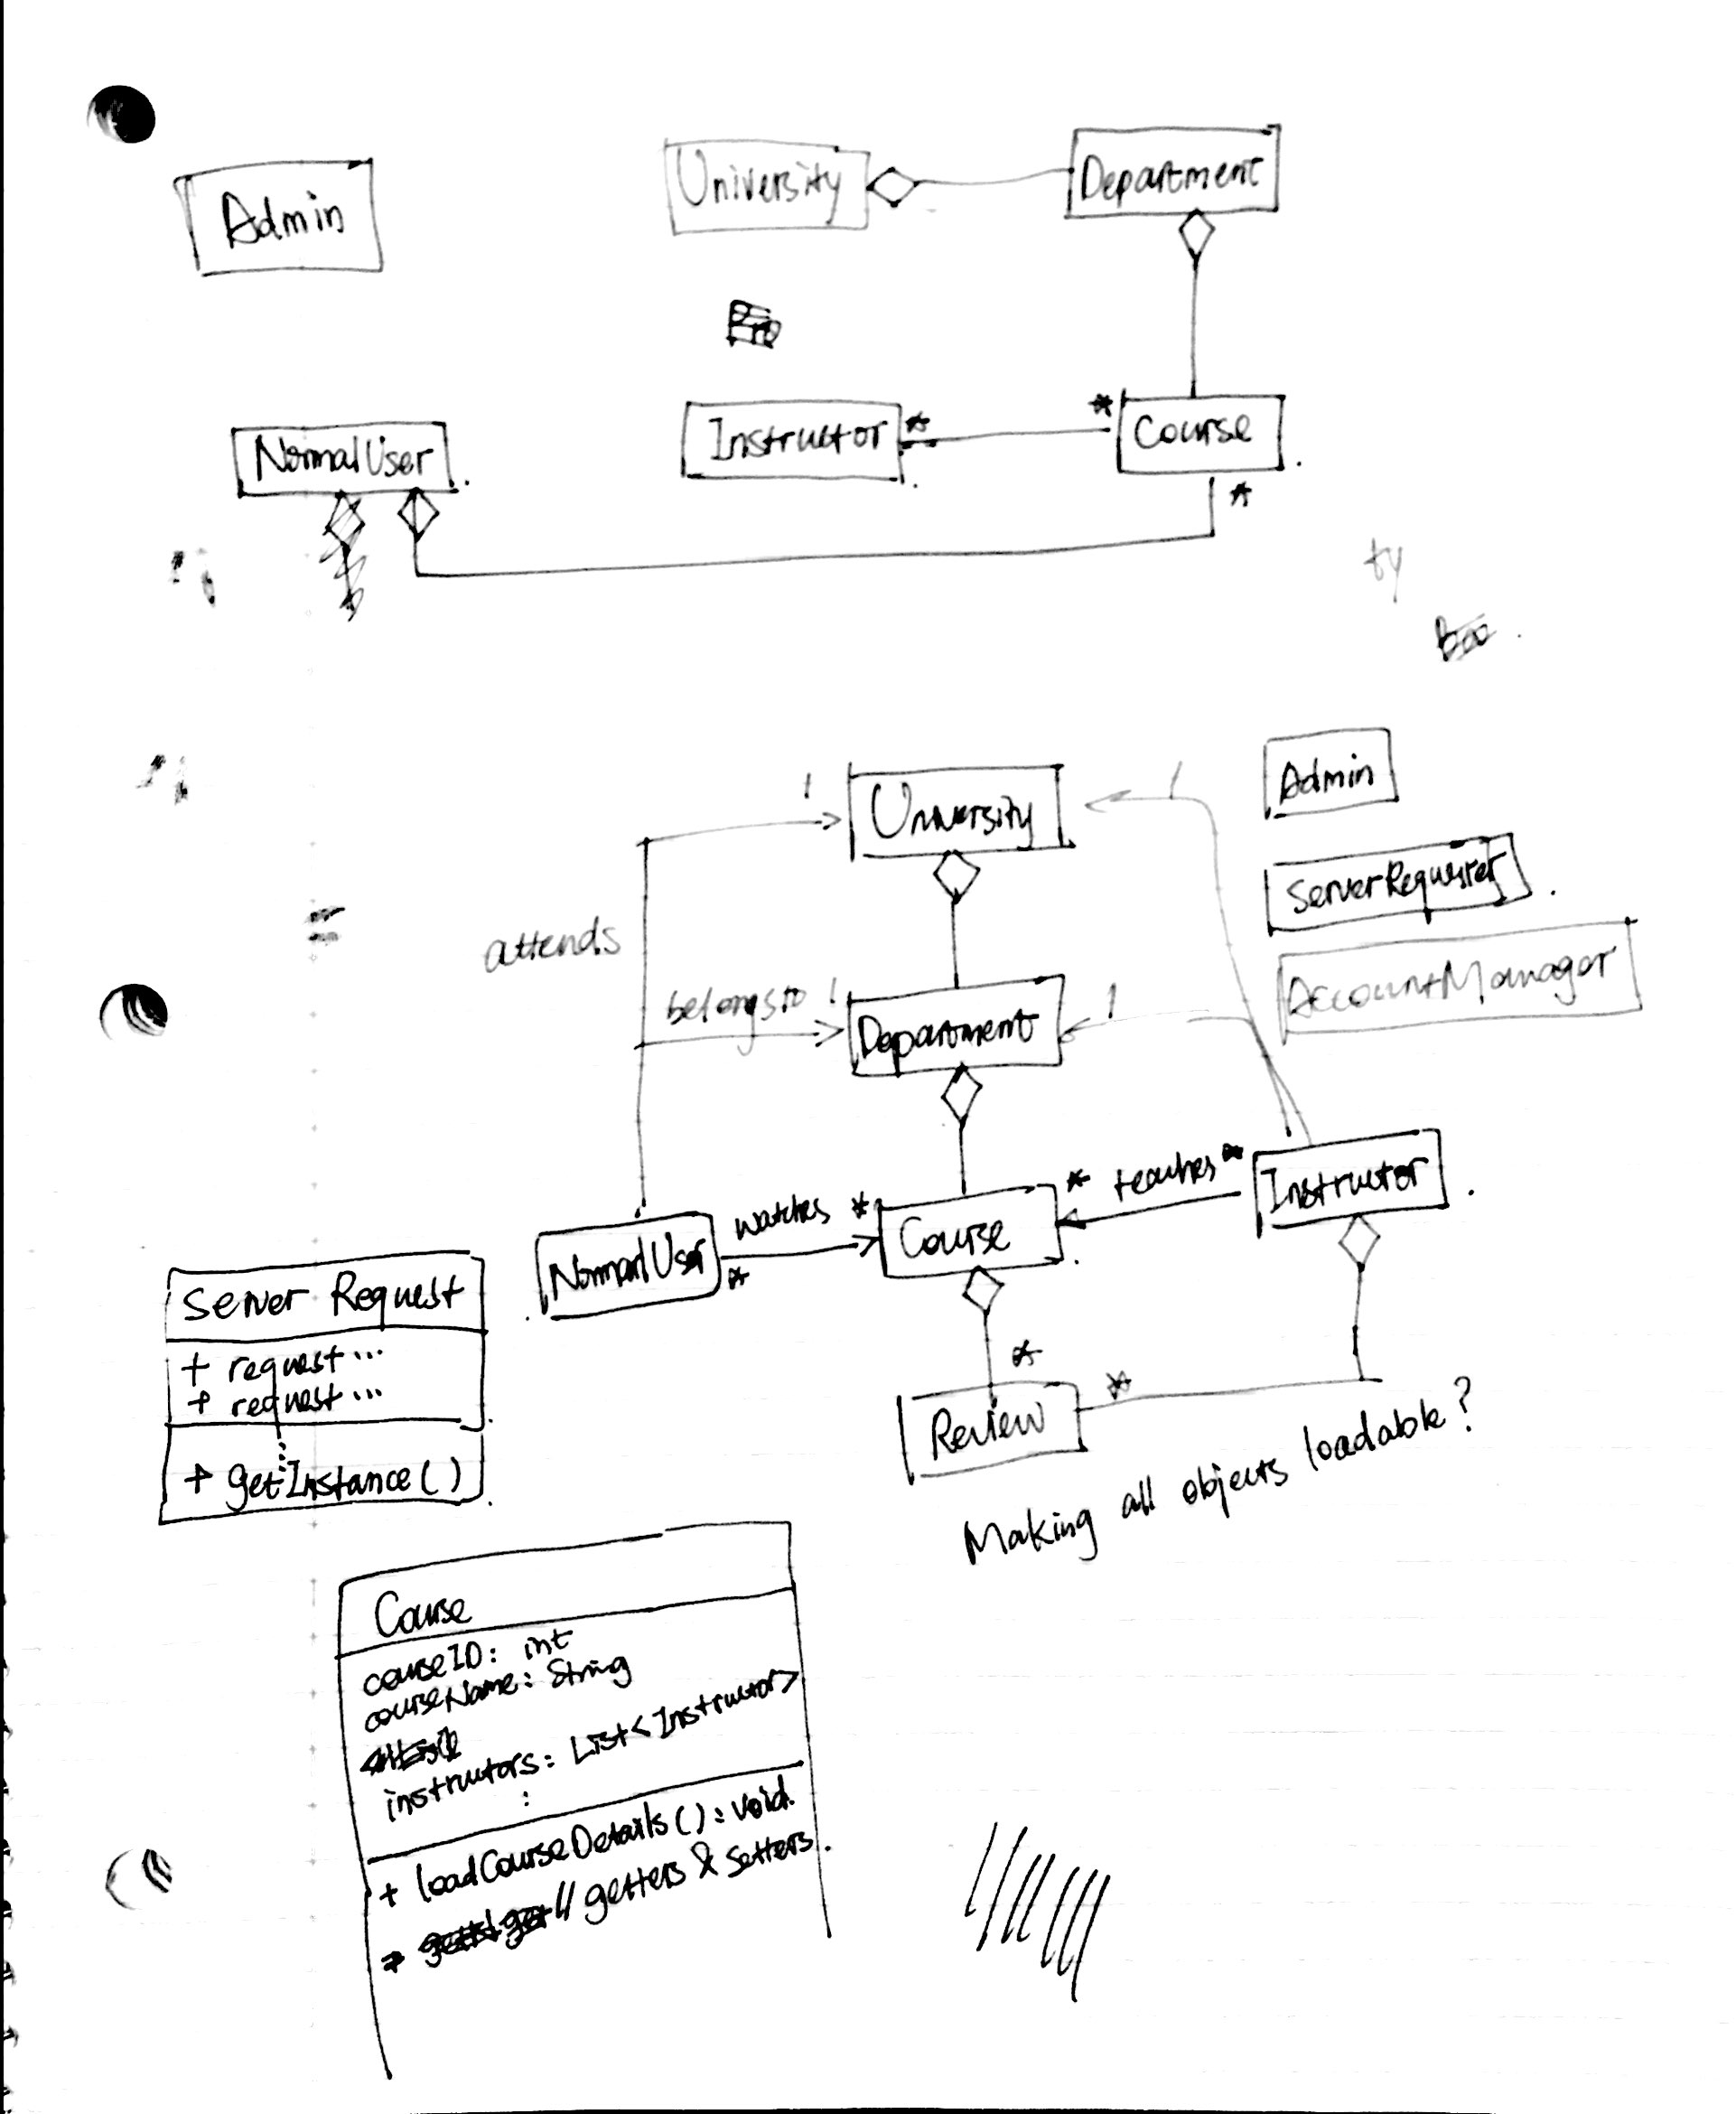 Admin
University
Department
NormalUser
Instructor
*
*
Course
*
ty
1
University
1
Admin
ServerRequester
attends
AccountManager
belongs to
1
Department
1
NormalUser
watches
*
*
Course
*
teaches
*
Instructor
Server Request
+ request...
+ request...
+ getInstance()
*
*
Review
Making all objects loadable?
Course
courseID: int
courseName: String
instructors: List<Instructor>
:
+ loadCourseDetails(): void.
// getters & setters.